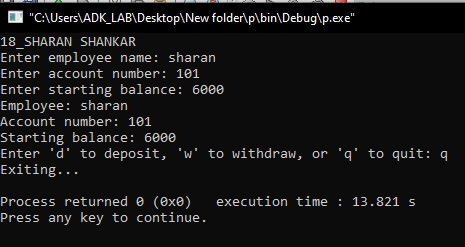 "C:\Users\ADK_LAB\Desktop\New folder\p\bin\Debug\p.exe"
18_SHARAN SHANKAR
Enter employee name: sharan
Enter account number: 101
Enter starting balance: 6000
Employee: sharan
Account number: 101
Starting balance: 6000
Enter 'd' to deposit, 'w' to withdraw, or 'q' to quit: q
Exiting...
Process returned 0 (0x0)   execution time : 13.821 s
Press any key to continue.